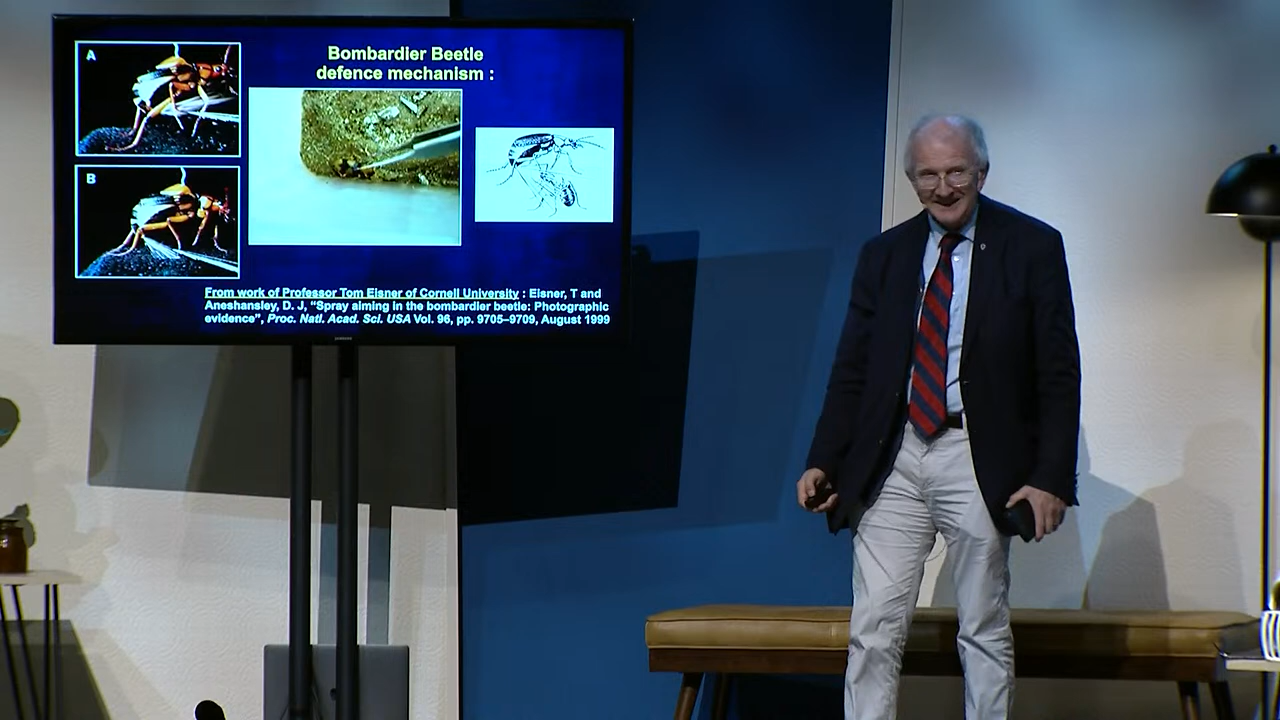 A
B
Bombardier Beetle
defence mechanism :
From work of Professor Tom Eisner of Cornell University : Eisner, T and
Aneshansley, D. J, “Spray aiming in the bombardier beetle: Photographic
evidence”, Proc. Natl. Acad. Sci. USA Vol. 96, pp. 9705–9709, August 1999
SAMSUNG